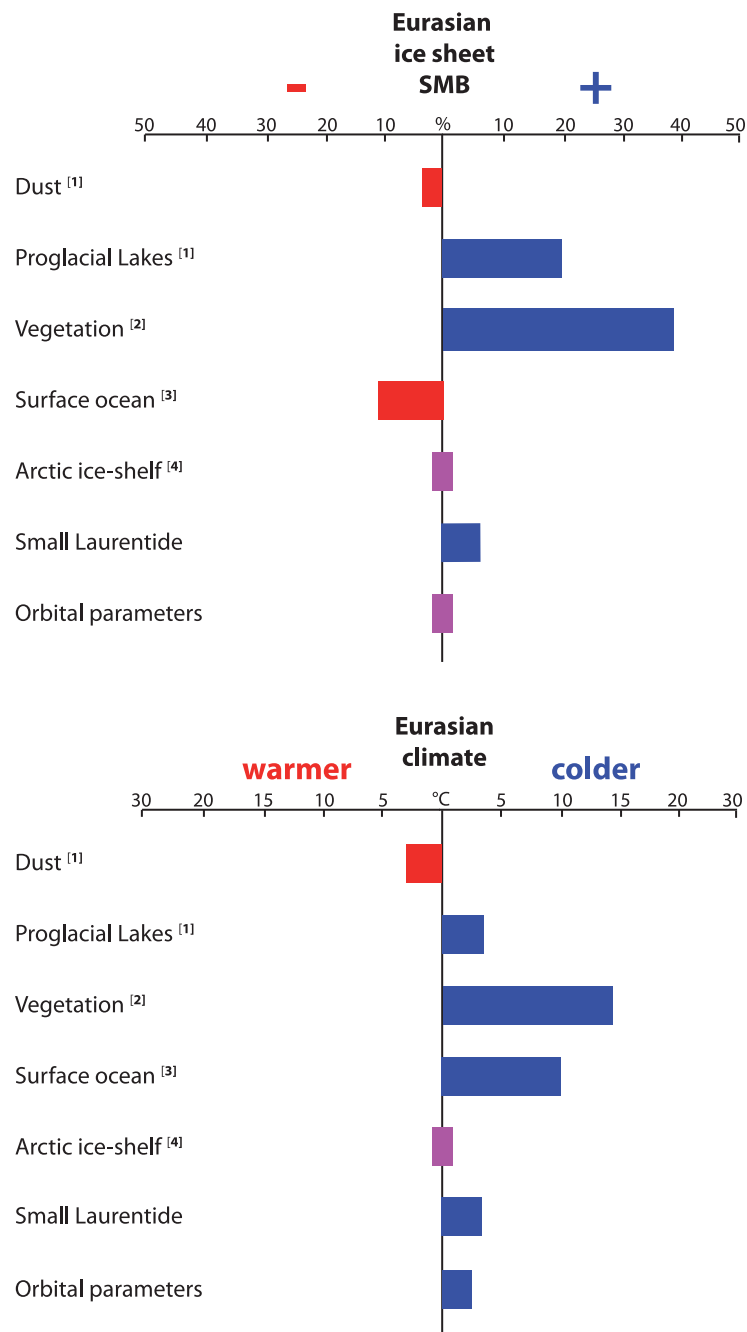 Eurasian
ice sheet
- SMB +
50 40 30 20 10 % 10 20 30 40 50
Dust [1]
Proglacial Lakes [1]
Vegetation [2]
Surface ocean [3]
Arctic ice-shelf [4]
Small Laurentide
Orbital parameters
Eurasian
climate
warmer colder
30 20 15 10 5 °C 5 10 15 20 30
Dust [1]
Proglacial Lakes [1]
Vegetation [2]
Surface ocean [3]
Arctic ice-shelf [4]
Small Laurentide
Orbital parameters